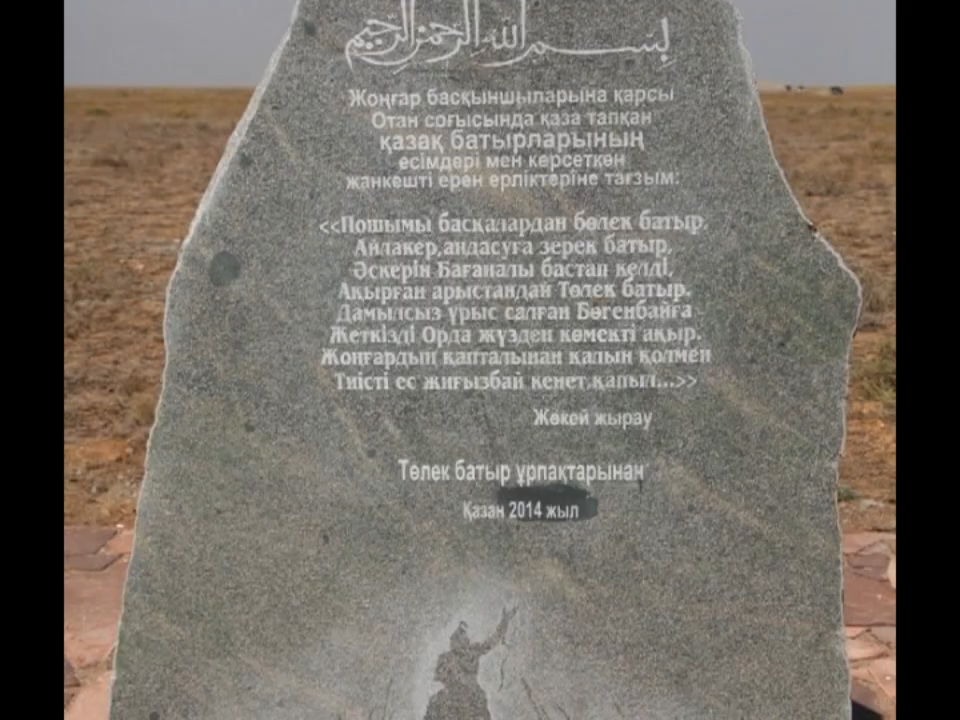 بسم الله الرحمن الرحيم
Жоңғар басқыншыларына қарсы
Отан соғысында қаза тапқан
қазақ батырларының
есімдері мен көрсеткен
жанкешті ерен ерліктеріне тағзым:
<<Пошымы басқалардан бөлек батыр,
Айлакер,андасуға зерек батыр,
Әскерін Бағаналы бастап келді,
Ақырған арыстандай Төлек батыр.
Дамылсыз ұрыс салған Бөгенбайға
Жеткізді Орда жүзден көмекті ақыр.
Жоңғардың қапталынан қалың қолмен
Тиісті ес жиғызбай кенет,қапыл...>>
Жөкей жырау
Төлек батыр ұрпақтарынан
Қазан 2014 жыл